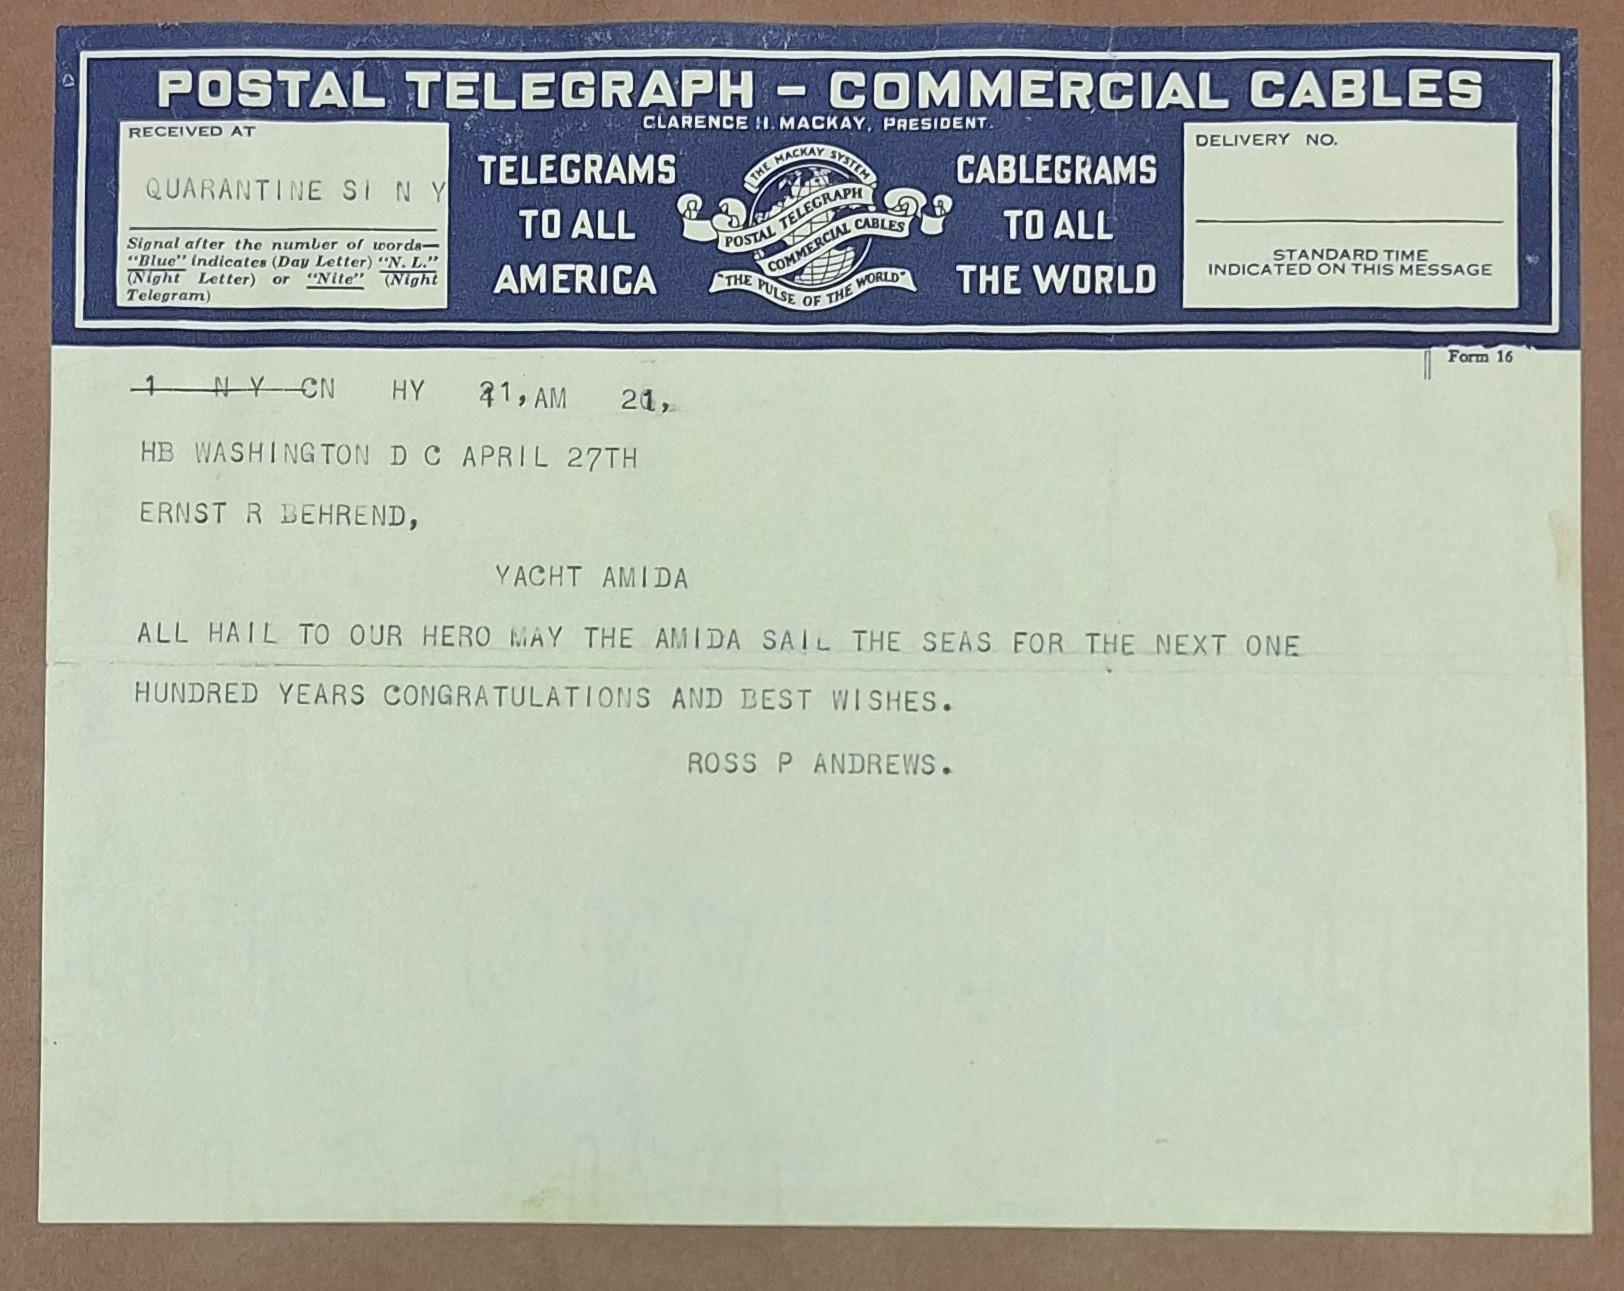 POSTAL TELEGRAPH – COMMERCIAL CABLES
CLARENCE H. MACKAY, PRESIDENT.
RECEIVED AT
QUARANTINE SI N Y
Signal after the number of words—
"Blue" indicates (Day Letter) "N. L."
(Night Letter) or "Nite" (Night
Telegram)
TELEGRAMS
TO ALL
AMERICA
THE MACKAY SYSTEM
POSTAL TELEGRAPH
COMMERCIAL CABLES
"THE PULSE OF THE WORLD"
CABLEGRAMS
TO ALL
THE WORLD
DELIVERY NO.
STANDARD TIME
INDICATED ON THIS MESSAGE
Form 16
1 N Y CN HY AM
HB WASHINGTON D C APRIL 27TH
ERNST R BEHREND,
YACHT AMIDA
ALL HAIL TO OUR HERO MAY THE AMIDA SAIL THE SEAS FOR THE NEXT ONE
HUNDRED YEARS CONGRATULATIONS AND BEST WISHES.
ROSS P ANDREWS.